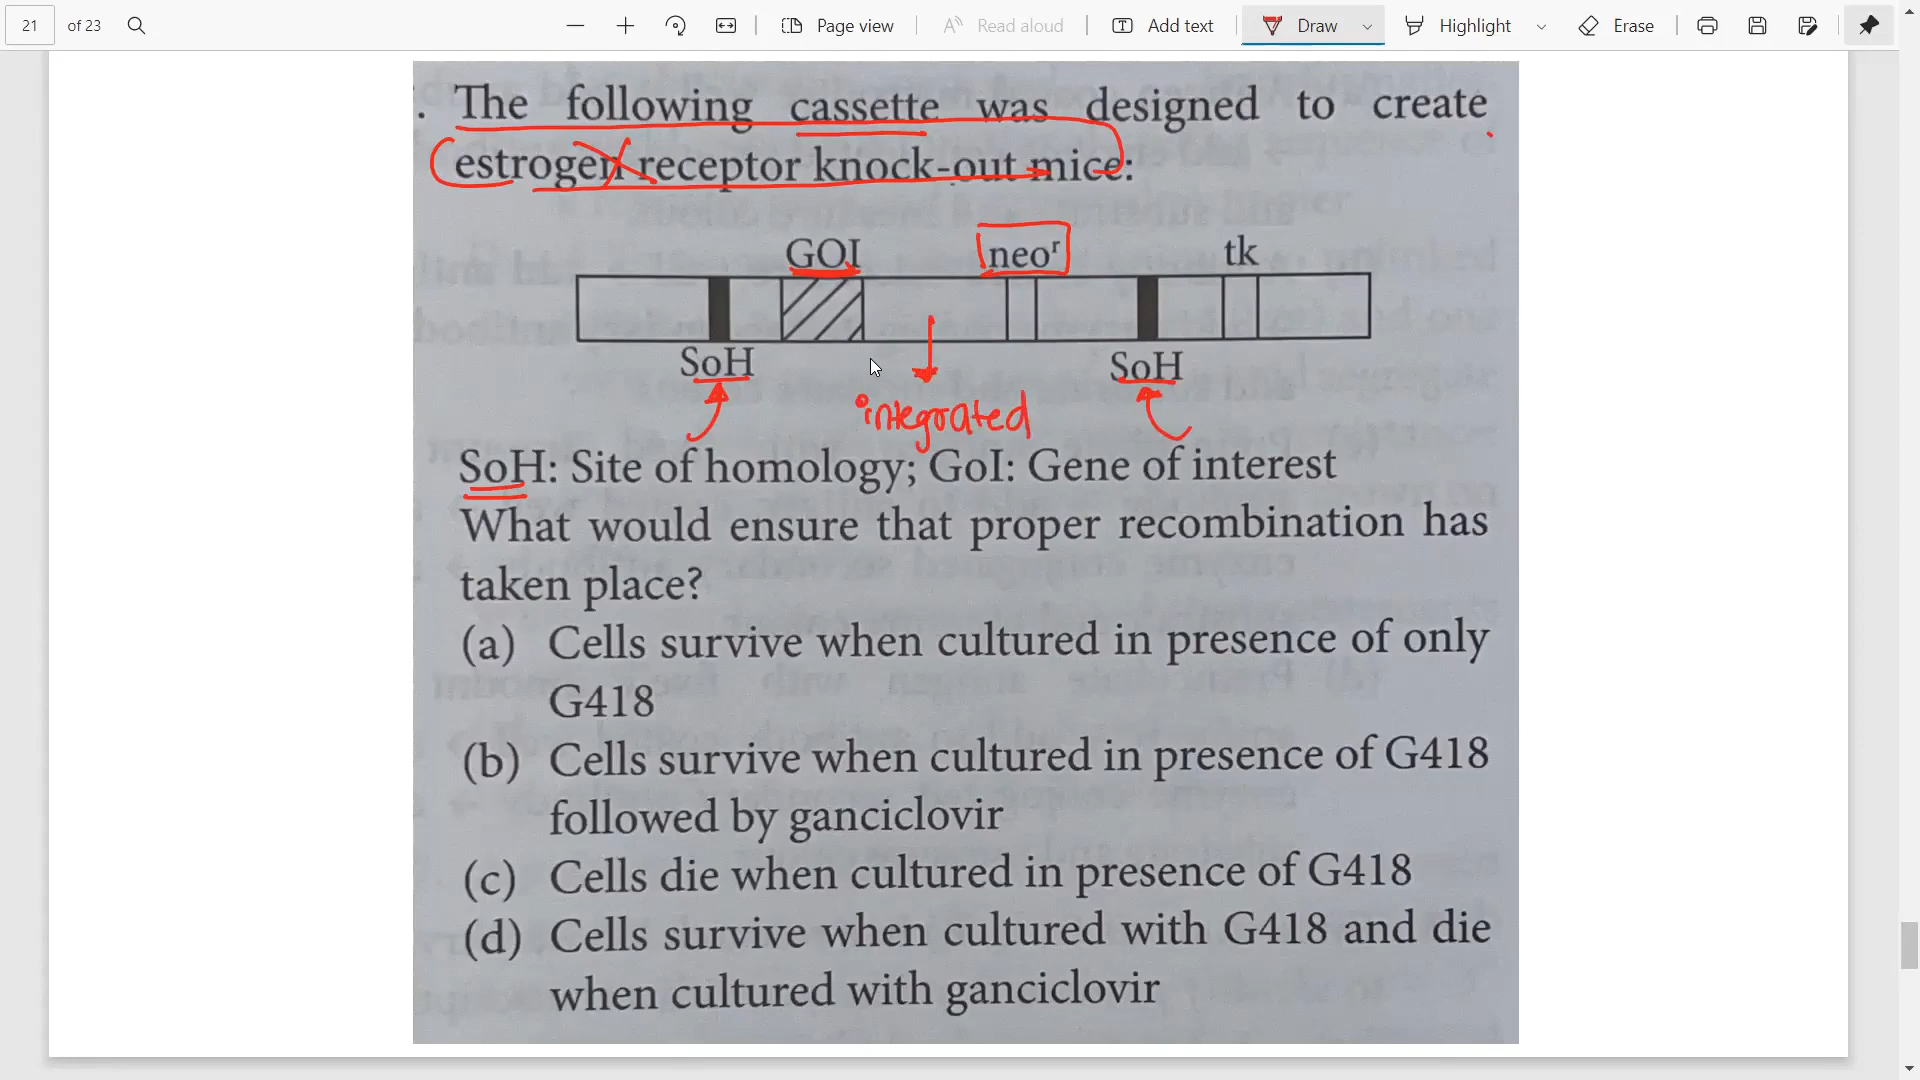 21 of 23 Page view Read aloud Add text Draw Highlight Erase
. The following cassette was designed to create
estrogen receptor knock-out mice:
GOI neoʳ tk
SoH SoH
integrated
SoH: Site of homology; GoI: Gene of interest
What would ensure that proper recombination has
taken place?
(a) Cells survive when cultured in presence of only
G418
(b) Cells survive when cultured in presence of G418
followed by ganciclovir
(c) Cells die when cultured in presence of G418
(d) Cells survive when cultured with G418 and die
when cultured with ganciclovir